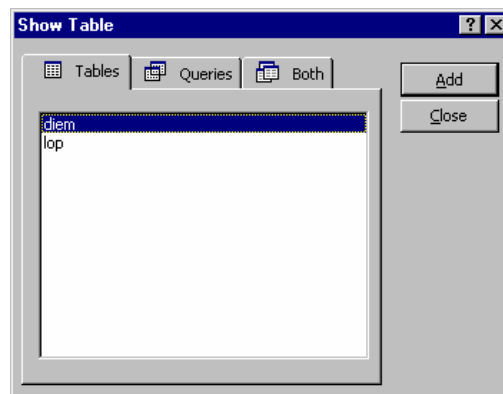 Show Table
Tables Queries Both
Add
Close
diem
lop